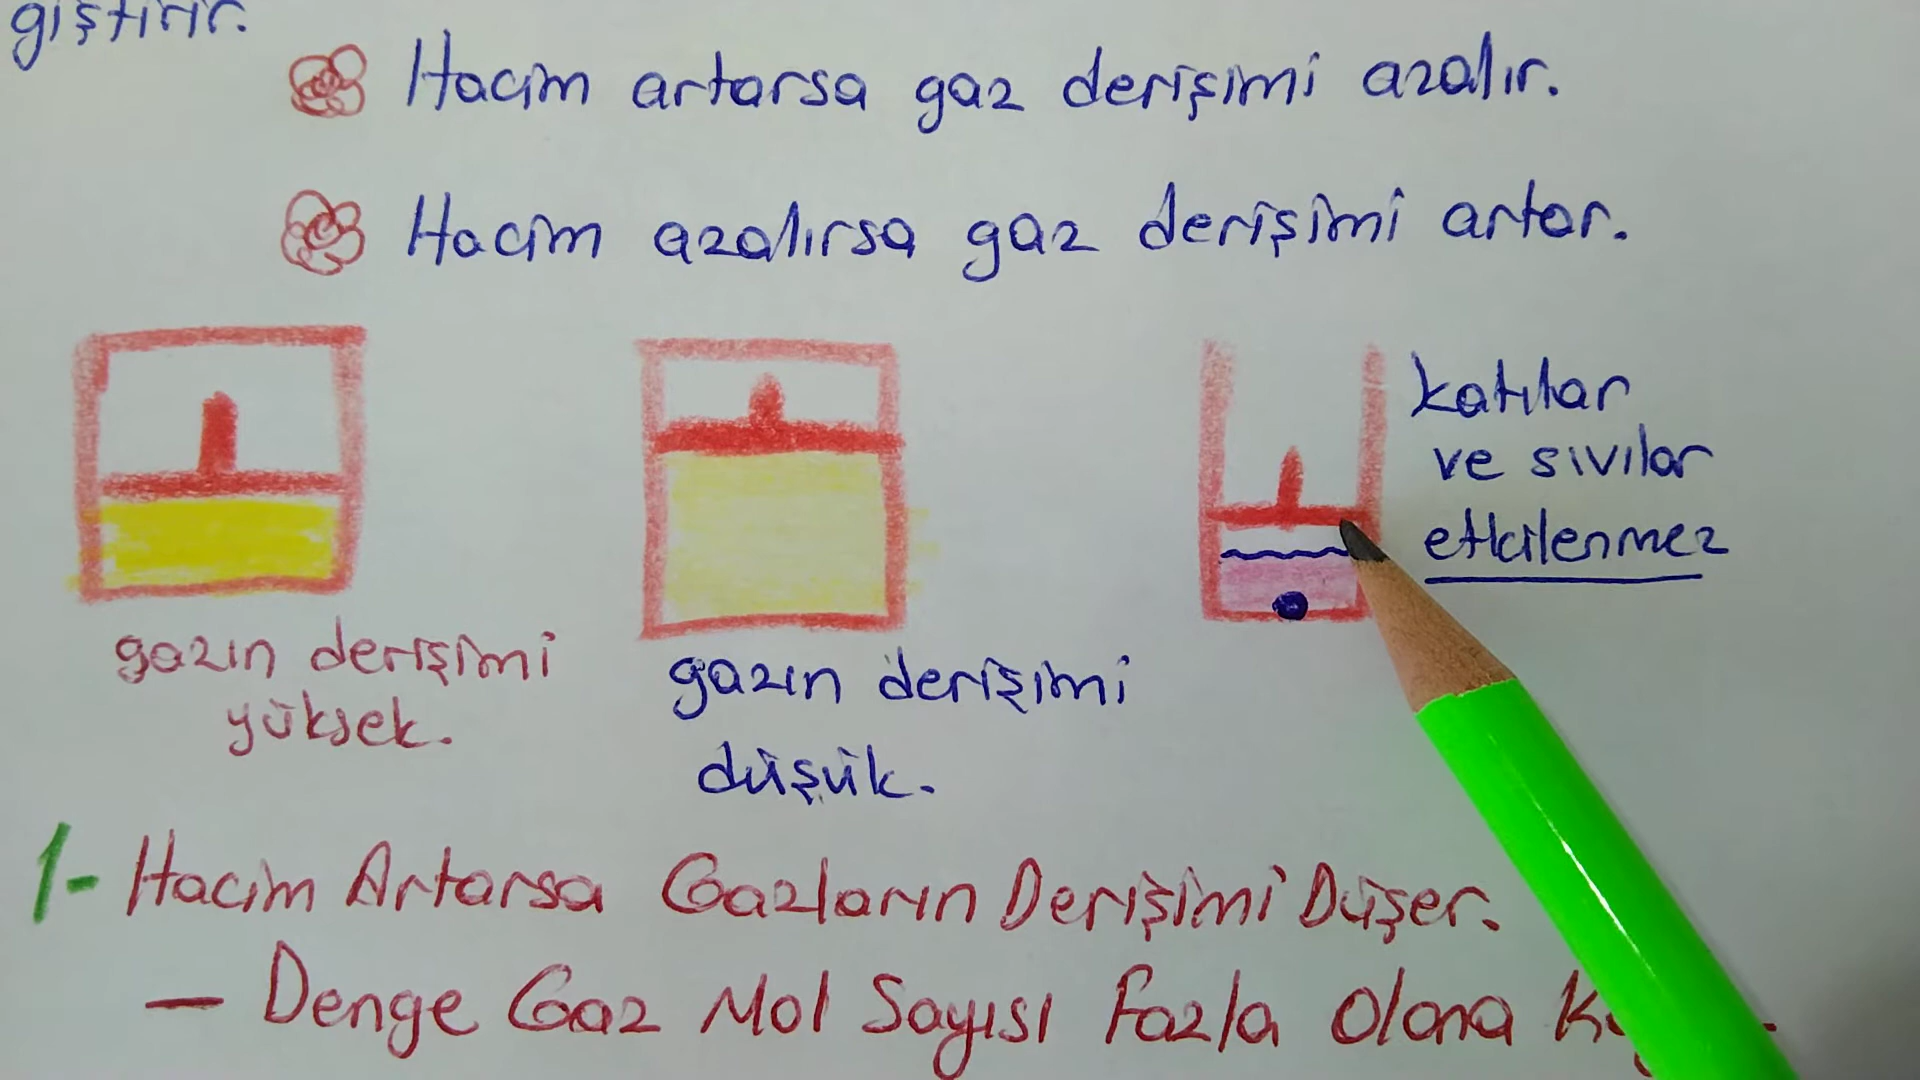 giştirir.
Hacim artarsa gaz derişimi azalır.
Hacim azalırsa gaz derişimi artar.
katılar
ve sıvılar
etkilenmez
gazın derişimi
yüksek.
gazın derişimi
düşük.
1- Hacim Artarsa Gazların Derişimi Düşer.
— Denge Gaz Mol Sayısı Fazla Olana